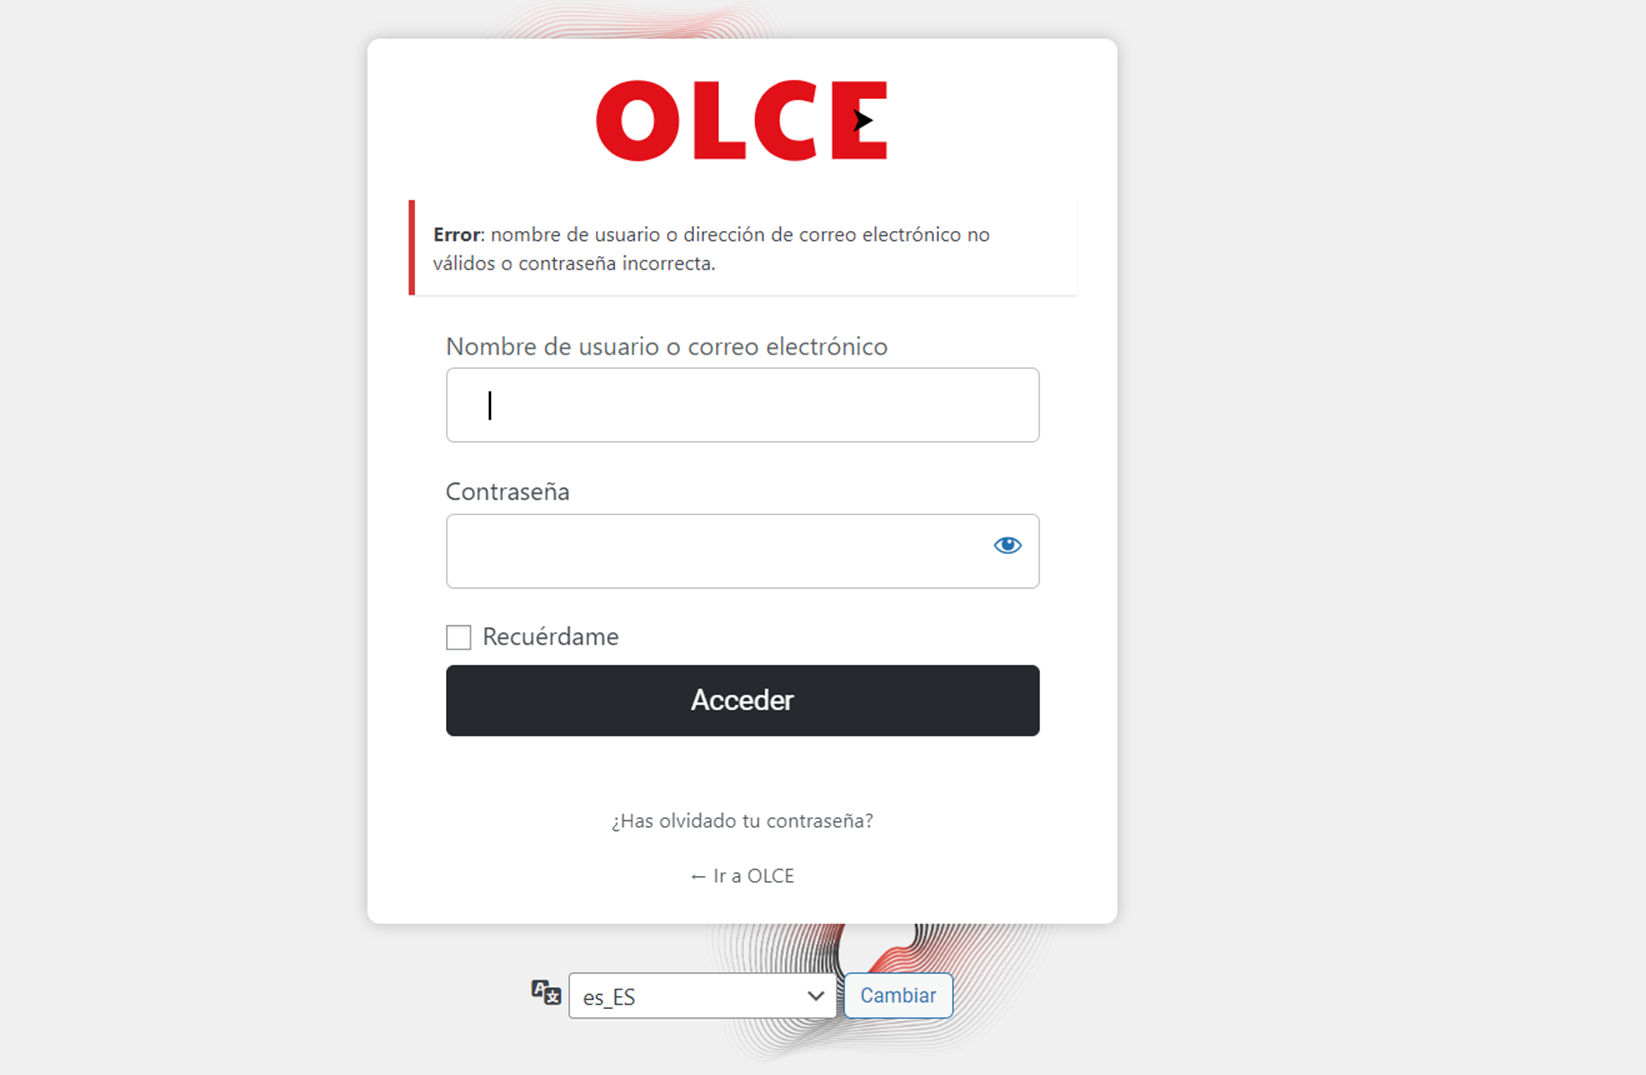 OLCE
Error: nombre de usuario o dirección de correo electrónico no
válidos o contraseña incorrecta.
Nombre de usuario o correo electrónico
Contraseña
Recuérdame
Acceder
¿Has olvidado tu contraseña?
← Ir a OLCE
es_ES
Cambiar